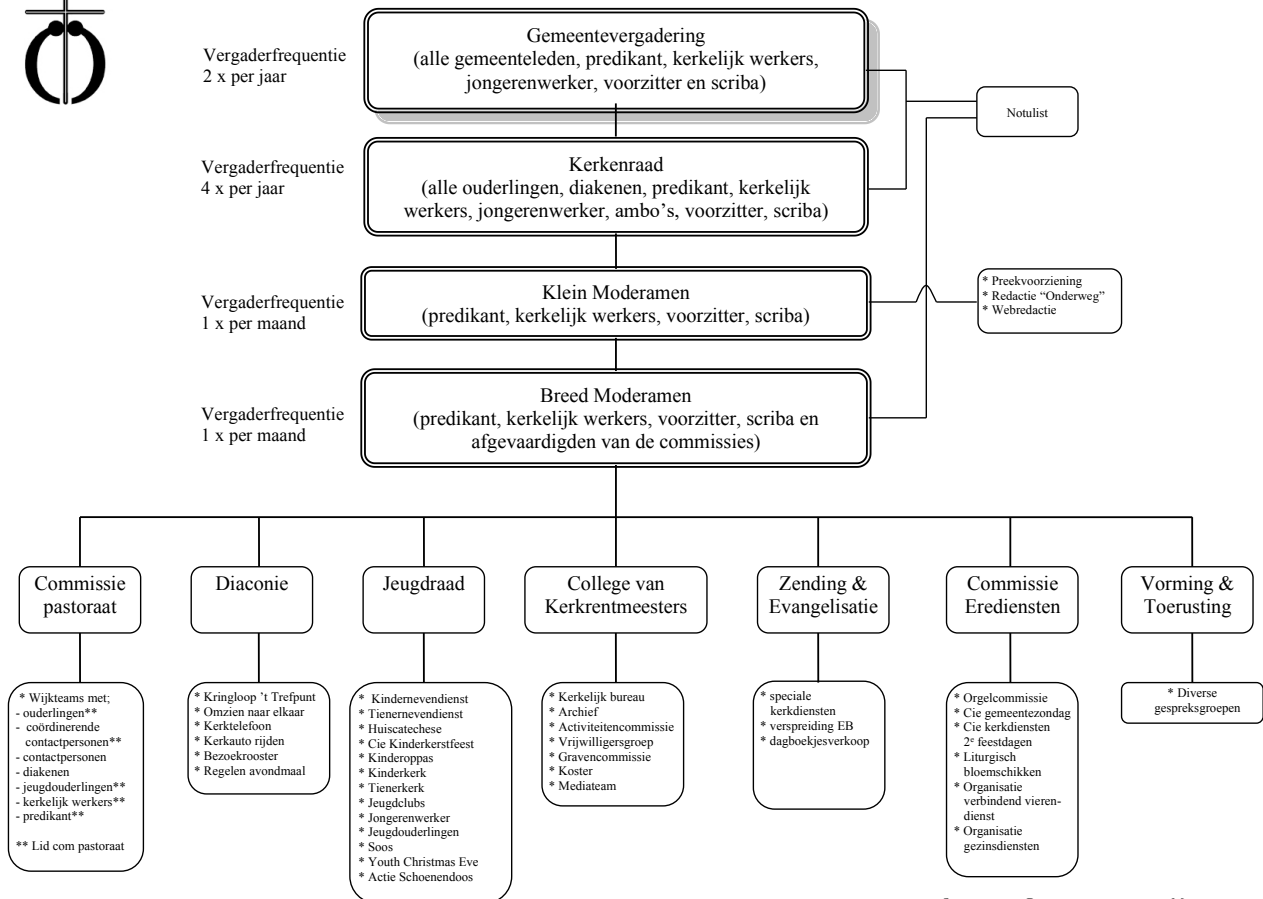 Vergaderfrequentie
2 x per jaar
Gemeentevergadering
(alle gemeenteleden, predikant, kerkelijk werkers,
jongerenwerker, voorzitter en scriba)
Notulist
Vergaderfrequentie
4 x per jaar
Kerkenraad
(alle ouderlingen, diakenen, predikant, kerkelijk
werkers, jongerenwerker, ambo’s, voorzitter, scriba)
Vergaderfrequentie
1 x per maand
Klein Moderamen
(predikant, kerkelijk werkers, voorzitter, scriba)
* Preekvoorziening
* Redactie “Onderweg”
* Webredactie
Vergaderfrequentie
1 x per maand
Breed Moderamen
(predikant, kerkelijk werkers, voorzitter, scriba en
afgevaardigden van de commissies)
Commissie
pastoraat
Diaconie
Jeugdraad
College van
Kerkrentmeesters
Zending &
Evangelisatie
Commissie
Erediensten
Vorming &
Toerusting
* Wijkteams met;
- ouderlingen**
- coördinerende
contactpersonen**
- contactpersonen
- diakenen
- jeugdouderlingen**
- kerkelijk werkers**
- predikant**
** Lid com pastoraat
* Kringloop ’t Trefpunt
* Omzien naar elkaar
* Kerktelefoon
* Kerkauto rijden
* Bezoekrooster
* Regelen avondmaal
* Kindernevendienst
* Tienernevendienst
* Huiscatechese
* Cie Kinderkerstfeest
* Kinderoppas
* Kinderkerk
* Tienerkerk
* Jeugdclubs
* Jongerenwerker
* Jeugdouderlingen
* Soos
* Youth Christmas Eve
* Actie Schoenendoos
* Kerkelijk bureau
* Archief
* Activiteitencommissie
* Vrijwilligersgroep
* Gravencommissie
* Koster
* Mediateam
* speciale
kerkdiensten
* verspreiding EB
* dagboekjesverkoop
* Orgelcommissie
* Cie gemeentezondag
* Cie kerkdiensten
2e feestdagen
* Liturgisch
bloemschikken
* Organisatie
verbindend vieren-
dienst
* Organisatie
gezinsdiensten
* Diverse
gespreksgroepen